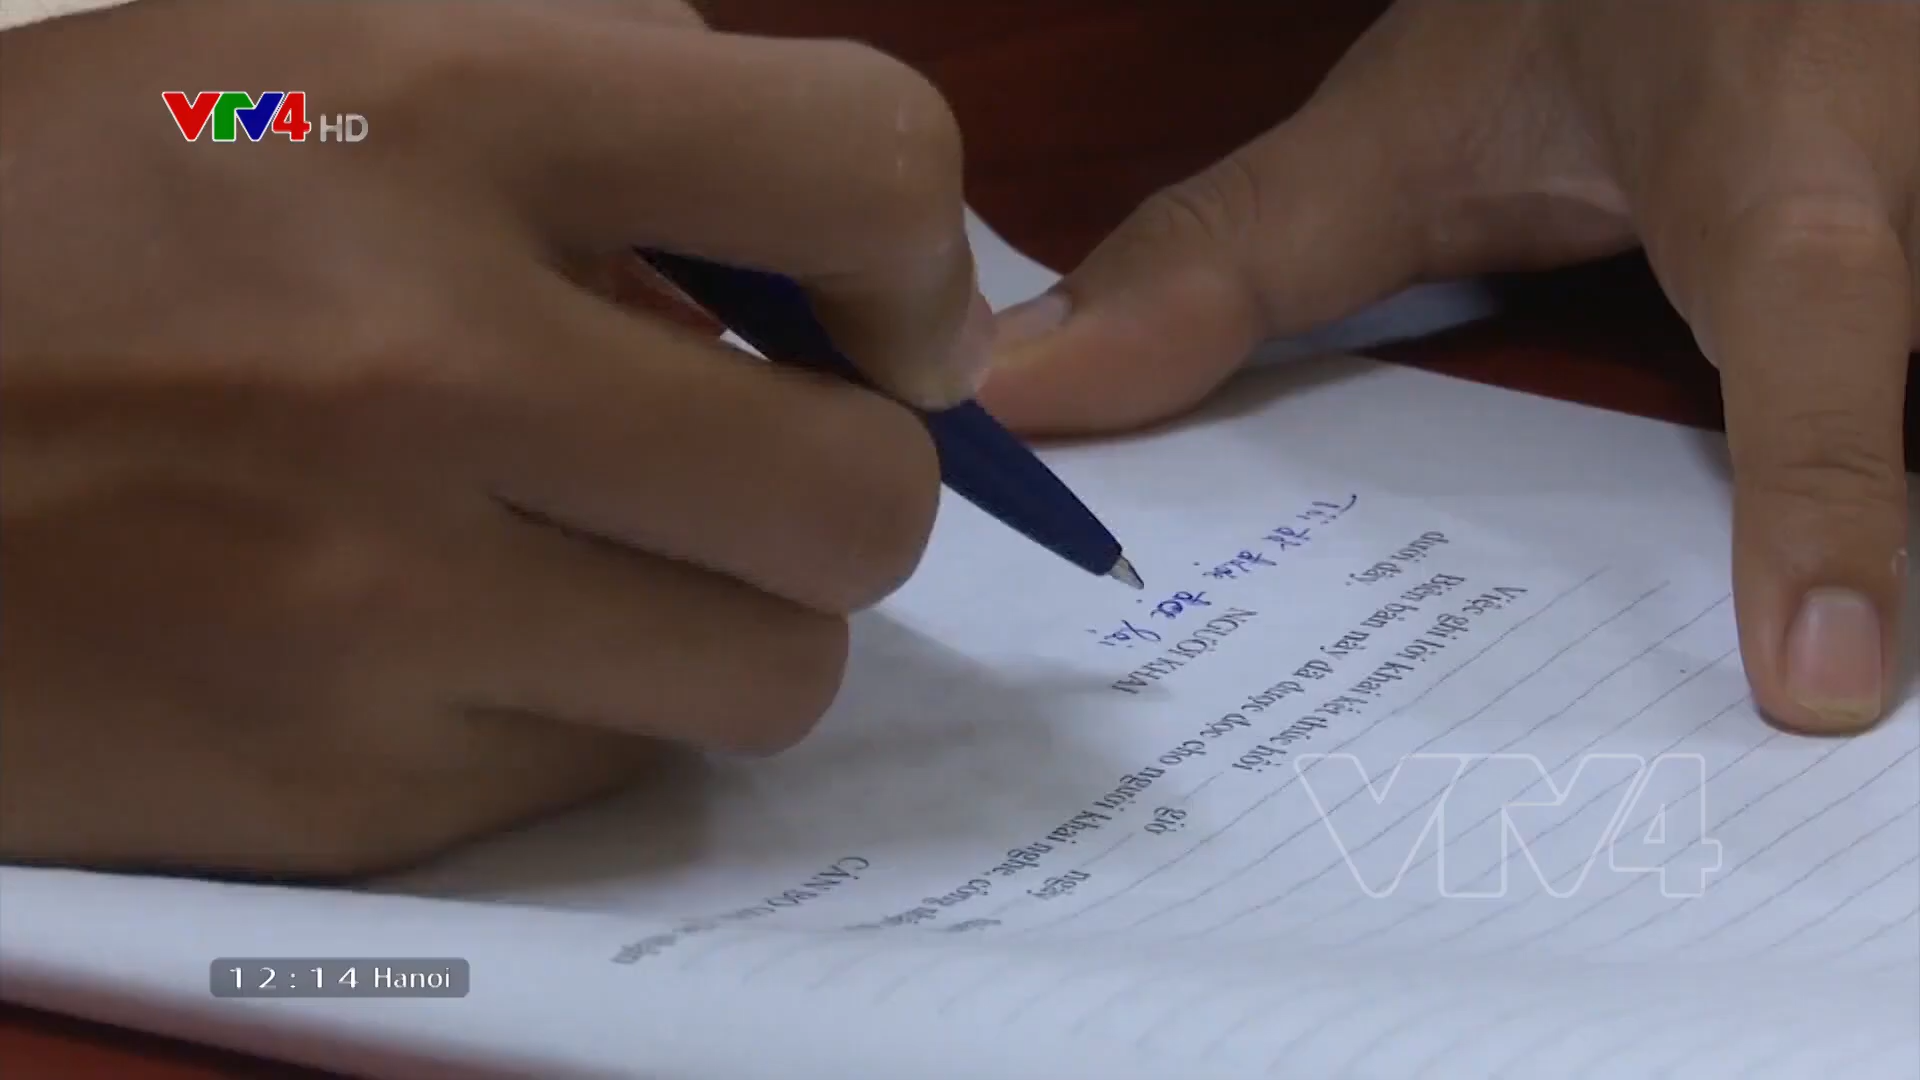 VTV4 HD
Việc ghi lời khai kết thúc hồi giờ ngày
Biên bản này đã được đọc cho người khai nghe, công nhận
dưới đây.
NGƯỜI KHAI
CÁN BỘ
Tôi đã được đọc lại
VTV4
12:14 Hanoi